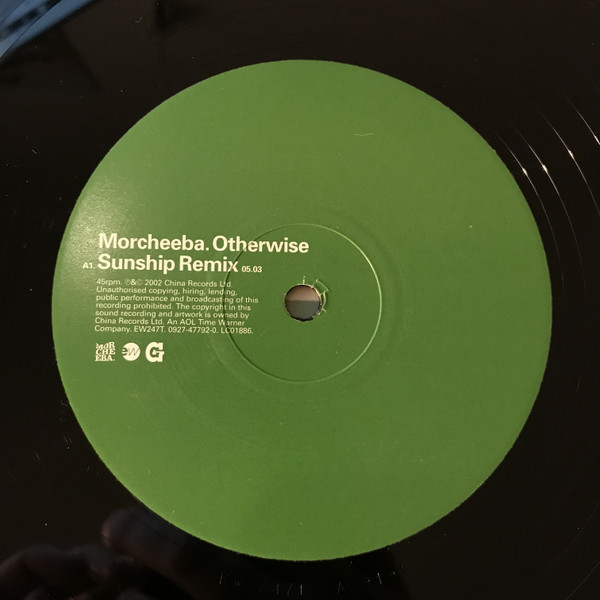 Morcheeba. Otherwise
A1. Sunship Remix 05.03
45rpm. ℗&© 2002 China Records Ltd.
Unauthorised copying, hiring, lending,
public performance and broadcasting of this
recording prohibited. The copyright in this
sound recording and artwork is owned by
China Records Ltd. An AOL Time Warner
Company. EW247T. 0927-47792-0. LC01886.
MOR
CHE
EBA.
ew
G